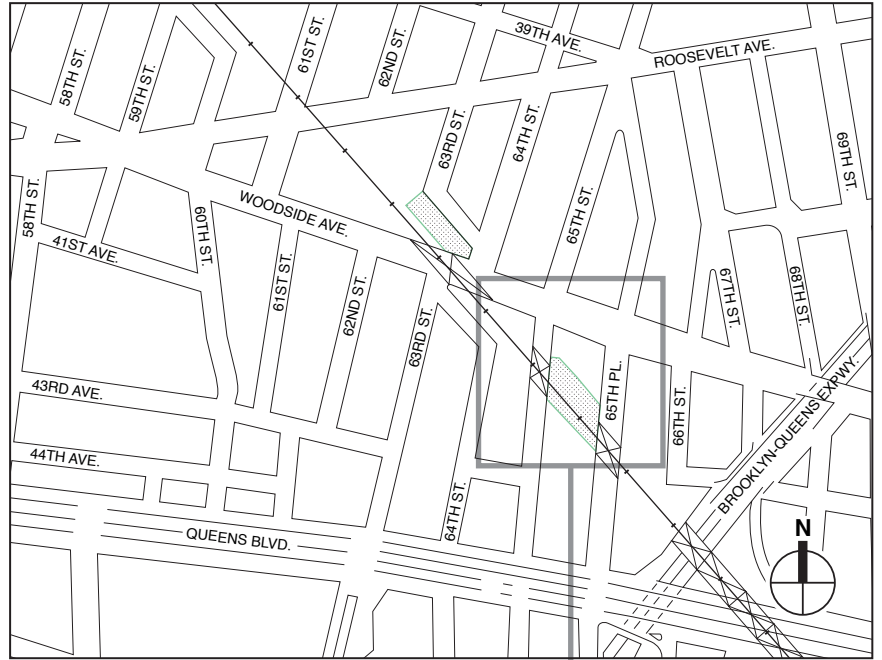 39TH AVE.
ROOSEVELT AVE.
58TH ST.
59TH ST.
61ST ST.
62ND ST.
63RD ST.
64TH ST.
65TH ST.
69TH ST.
58TH ST.
41ST AVE.
60TH ST.
WOODSIDE AVE.
61ST ST.
62ND ST.
63RD ST.
67TH ST.
68TH ST.
65TH PL.
66TH ST.
BROOKLYN-QUEENS EXPWY.
43RD AVE.
44TH AVE.
64TH ST.
QUEENS BLVD.
N